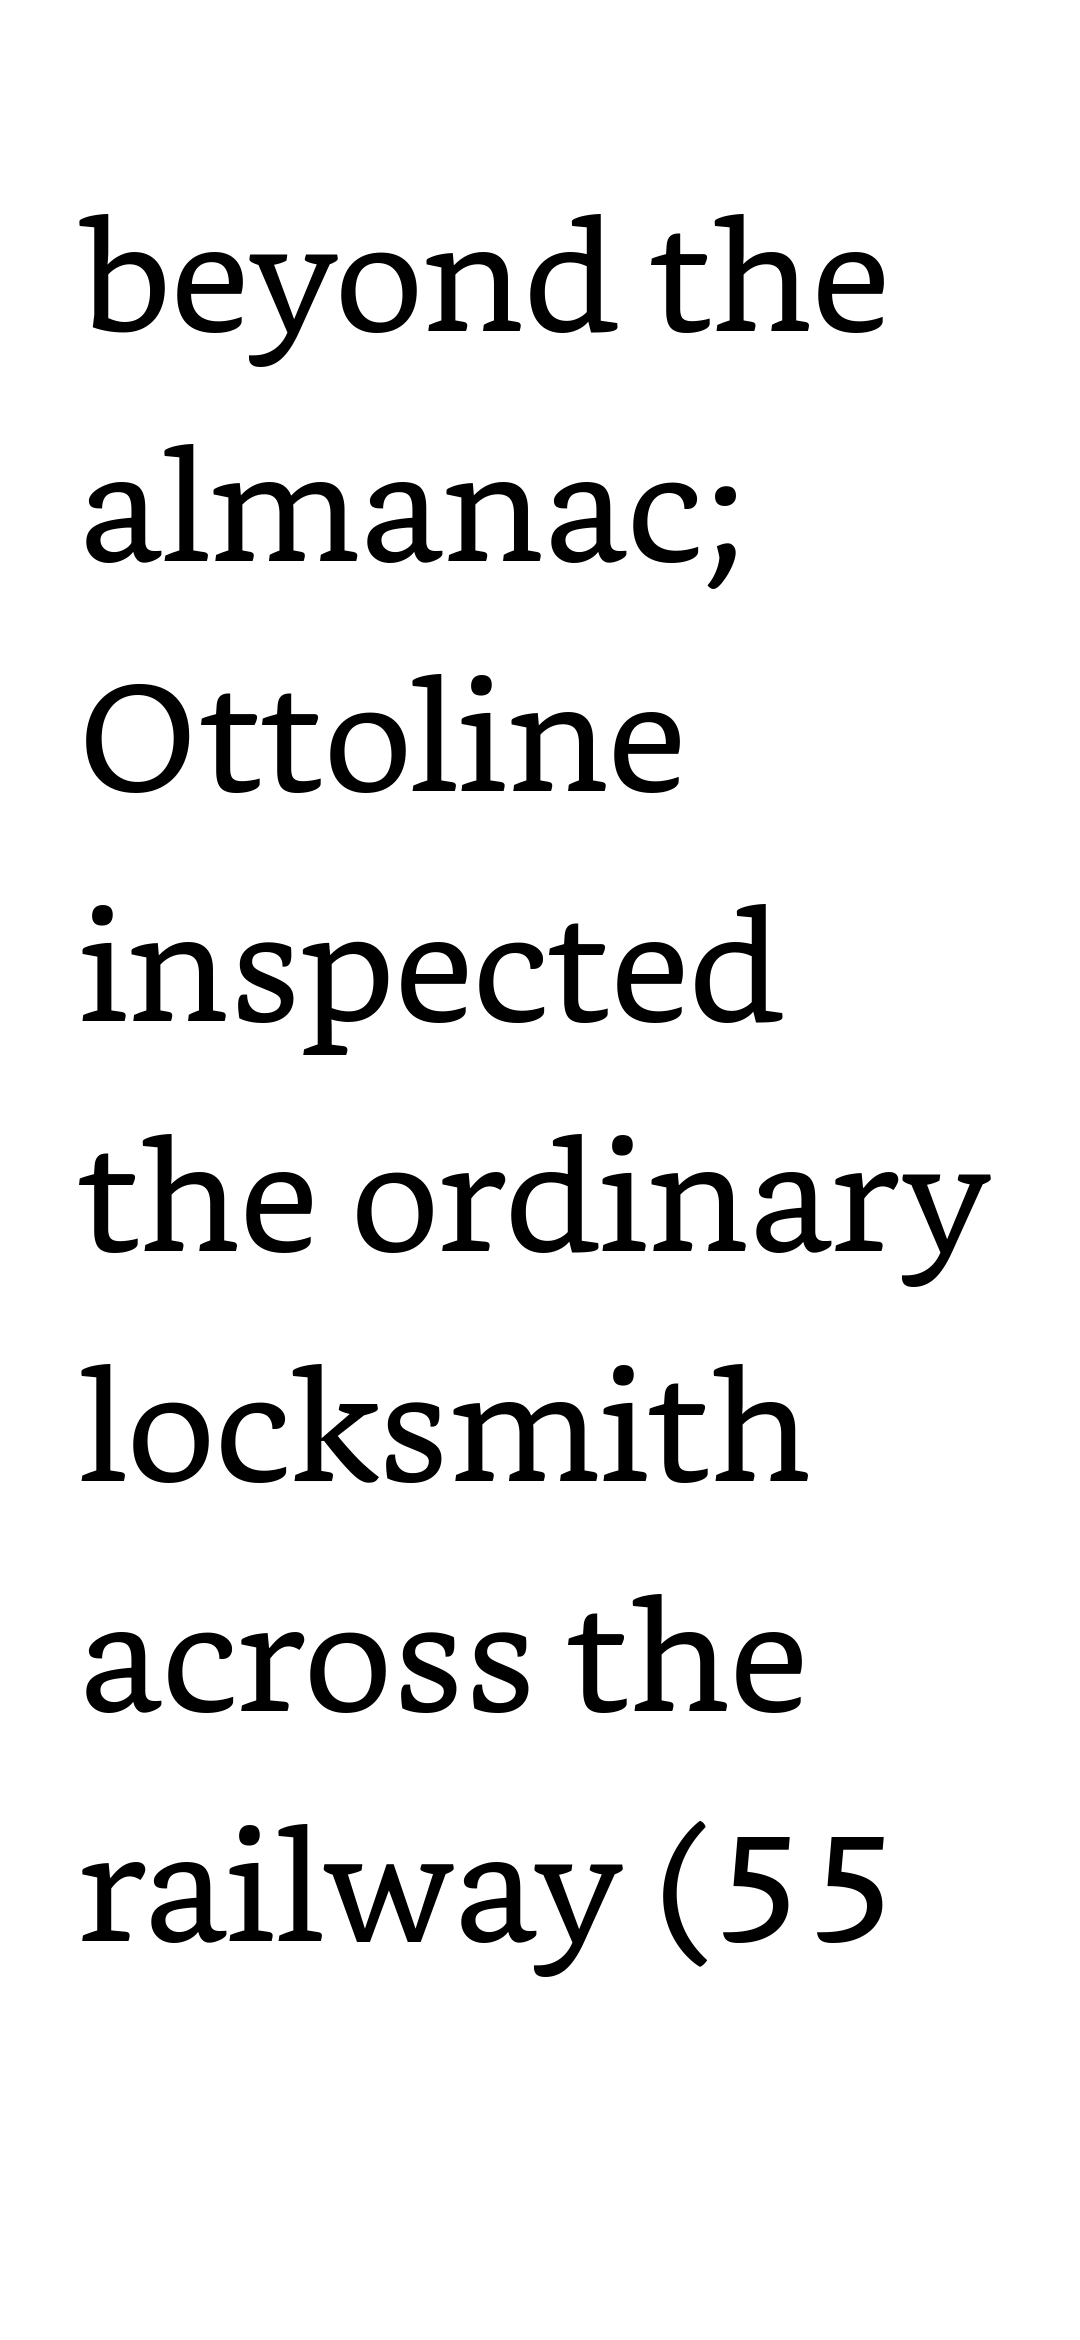 beyond the
almanac;
Ottoline
inspected
the ordinary
locksmith
across the
railway (55